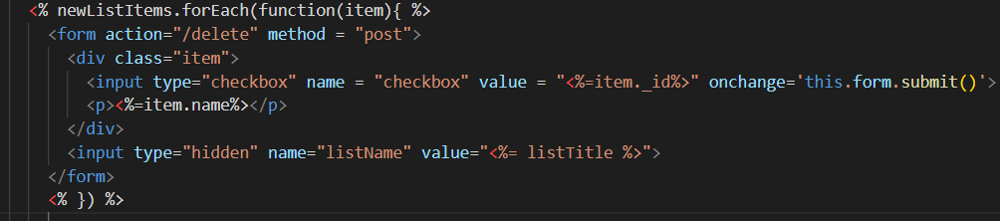 <% newListItems.forEach(function(item){ %>
<form action="/delete" method = "post">
<div class="item">
<input type="checkbox" name = "checkbox" value = "<%=item._id%>" onchange='this.form.submit()'>
<p><%=item.name%></p>
</div>
<input type="hidden" name="listName" value="<%= listTitle %>">
</form>
<% }) %>